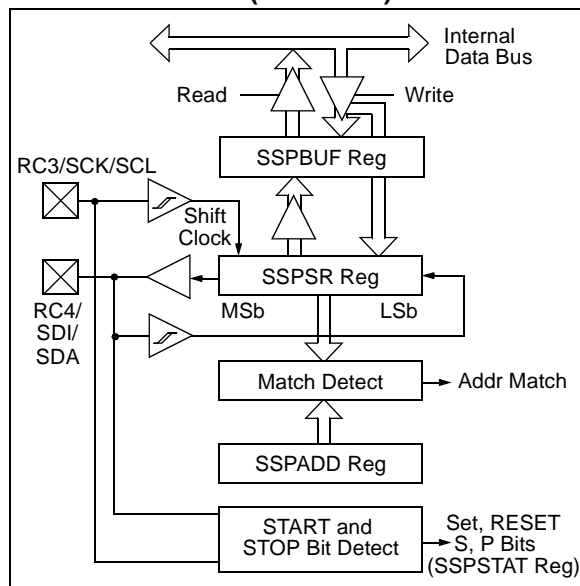 Internal
Data Bus
Read
Write
SSPBUF Reg
RC3/SCK/SCL
Shift
Clock
SSPSR Reg
MSb
LSb
RC4/
SDI/
SDA
Match Detect
Addr Match
SSPADD Reg
START and
STOP Bit Detect
Set, RESET
S, P Bits
(SSPSTAT Reg)